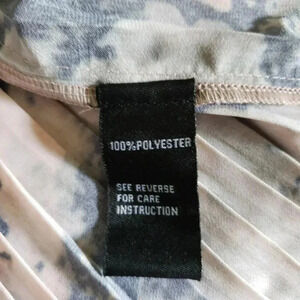 100%POLYESTER
SEE REVERSE
FOR CARE
INSTRUCTION